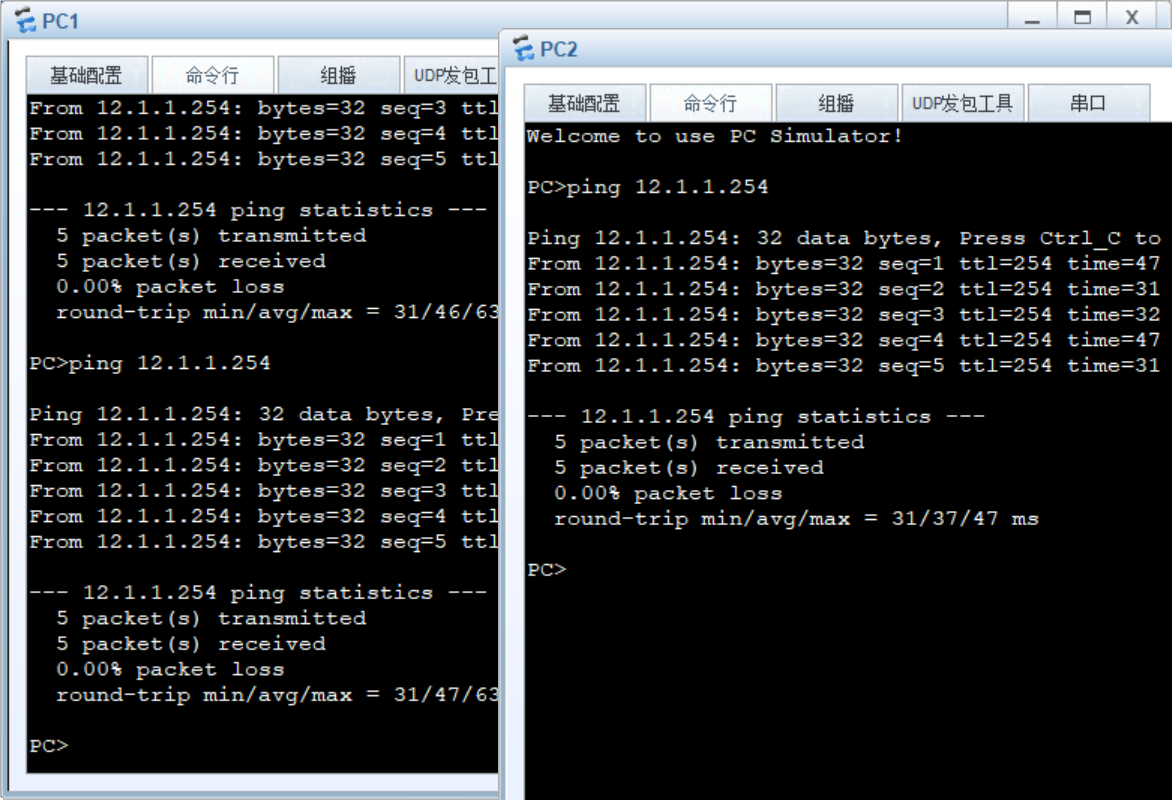 PC1
基础配置 命令行 组播 UDP发包工
From 12.1.1.254: bytes=32 seq=3 ttl
From 12.1.1.254: bytes=32 seq=4 ttl
From 12.1.1.254: bytes=32 seq=5 ttl
--- 12.1.1.254 ping statistics ---
5 packet(s) transmitted
5 packet(s) received
0.00% packet loss
round-trip min/avg/max = 31/46/63
PC>ping 12.1.1.254
Ping 12.1.1.254: 32 data bytes, Pre
From 12.1.1.254: bytes=32 seq=1 ttl
From 12.1.1.254: bytes=32 seq=2 ttl
From 12.1.1.254: bytes=32 seq=3 ttl
From 12.1.1.254: bytes=32 seq=4 ttl
From 12.1.1.254: bytes=32 seq=5 ttl
--- 12.1.1.254 ping statistics ---
5 packet(s) transmitted
5 packet(s) received
0.00% packet loss
round-trip min/avg/max = 31/47/63
PC>
PC2
基础配置 命令行 组播 UDP发包工具 串口
Welcome to use PC Simulator!
PC>ping 12.1.1.254
Ping 12.1.1.254: 32 data bytes, Press Ctrl_C to
From 12.1.1.254: bytes=32 seq=1 ttl=254 time=47
From 12.1.1.254: bytes=32 seq=2 ttl=254 time=31
From 12.1.1.254: bytes=32 seq=3 ttl=254 time=32
From 12.1.1.254: bytes=32 seq=4 ttl=254 time=47
From 12.1.1.254: bytes=32 seq=5 ttl=254 time=31
--- 12.1.1.254 ping statistics ---
5 packet(s) transmitted
5 packet(s) received
0.00% packet loss
round-trip min/avg/max = 31/37/47 ms
PC>